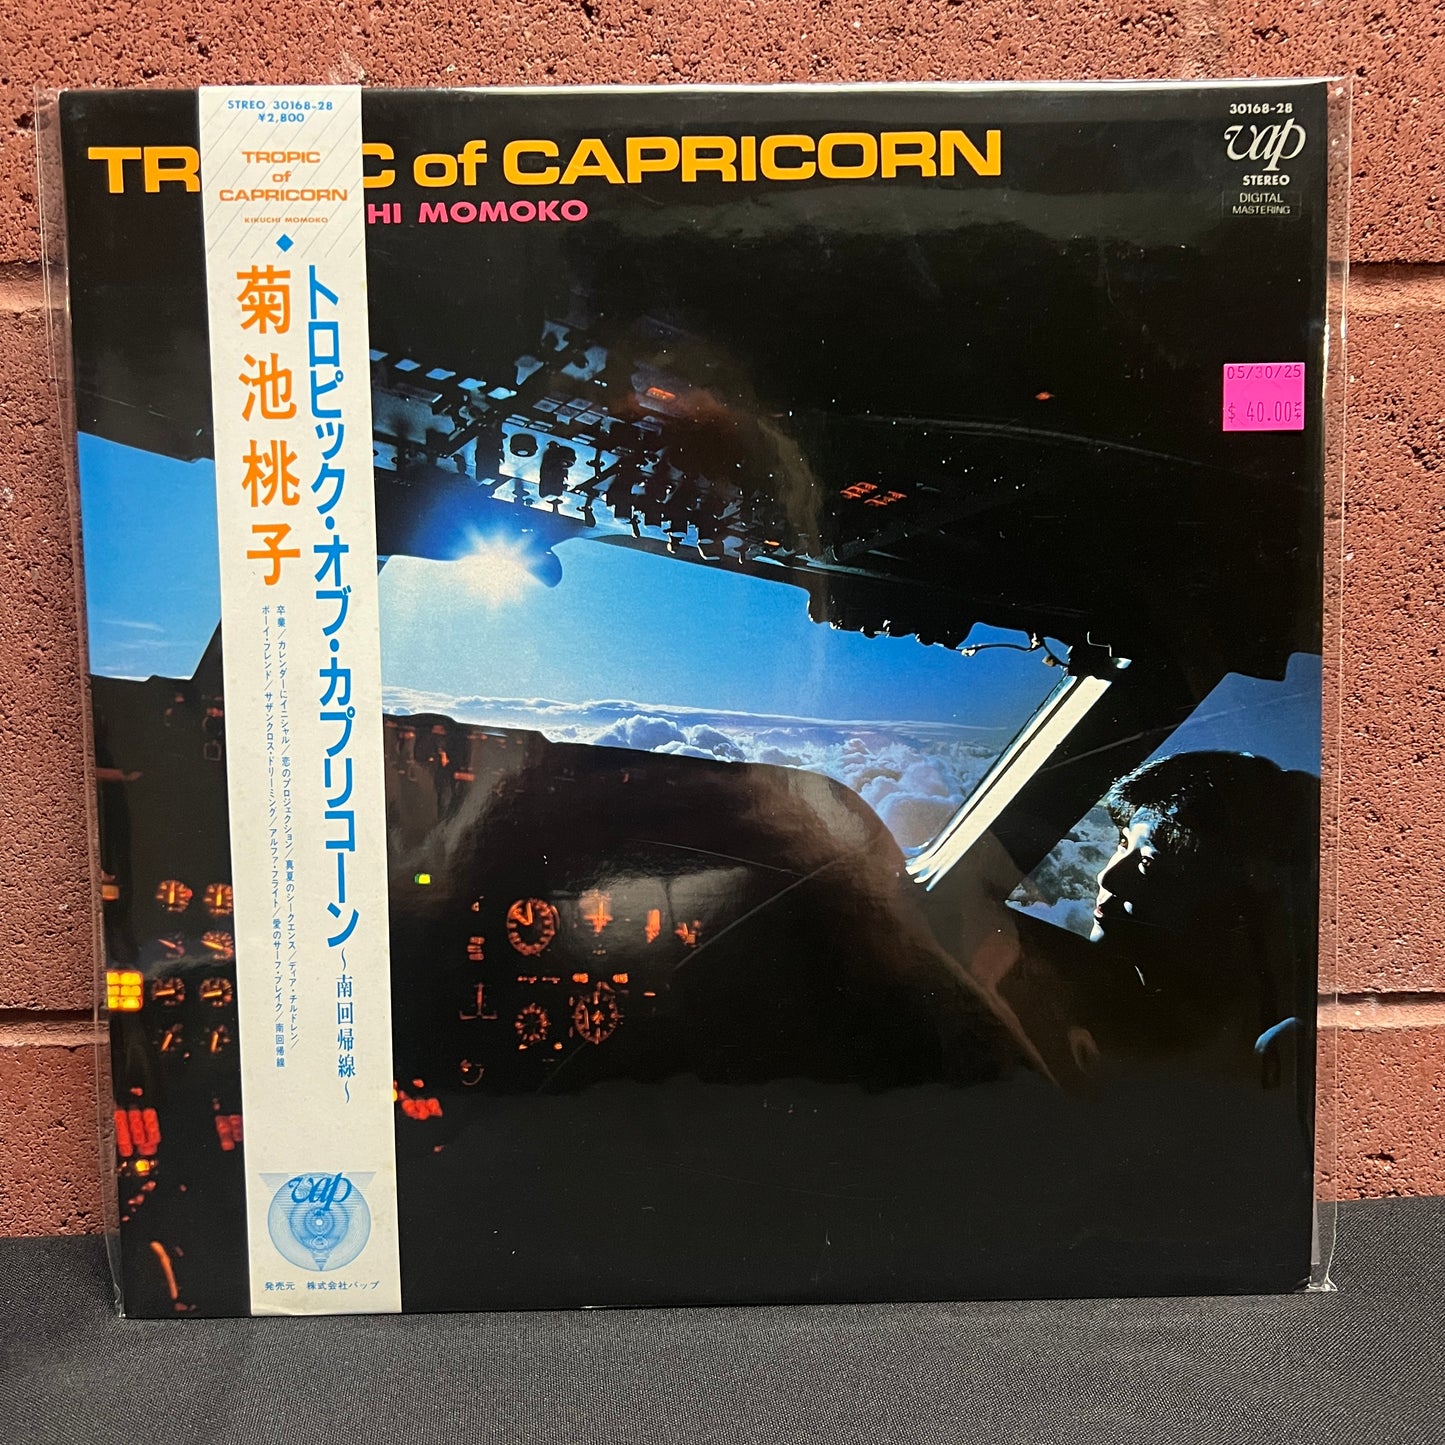 STREO 30168-28
¥2,800
TROPIC
of
CAPRICORN
KIKUCHI MOMOKO
菊池桃子
トロピック・オブ・カプリコーン〜南回帰線〜
卒業/カレンダーにイニシャル/恋のプロジェクション/真夏のシークエンス/ディア・チルドレン/
ボーイ・フレンド/サザンクロス・ドリーミング/アルファ・フライト/愛のサーフ・ブレイク/南回帰線
vap
発売元 株式会社バップ
TR C of CAPRICORN
HI MOMOKO
30168-28
vap
STEREO
DIGITAL
MASTERING
05/30/25
$ 40.00